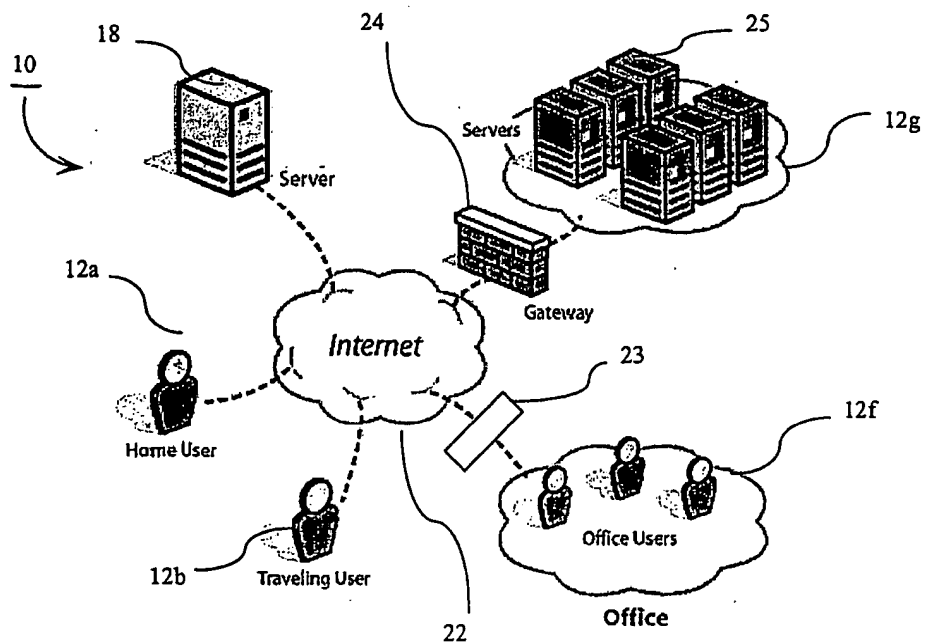 18
24
25
10
Servers
12g
Server
12a
Gateway
Internet
23
12f
Home User
Office Users
12b
Traveling User
Office
22